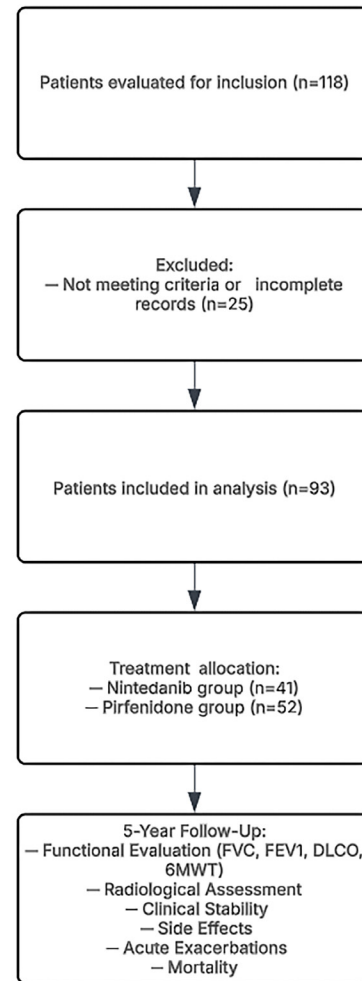 Patients evaluated for inclusion (n=118)
Excluded:
— Not meeting criteria or incomplete
records (n=25)
Patients included in analysis (n=93)
Treatment allocation:
— Nintedanib group (n=41)
— Pirfenidone group (n=52)
5-Year Follow-Up:
— Functional Evaluation (FVC, FEV1, DLCO,
6MWT)
— Radiological Assessment
— Clinical Stability
— Side Effects
— Acute Exacerbations
— Mortality